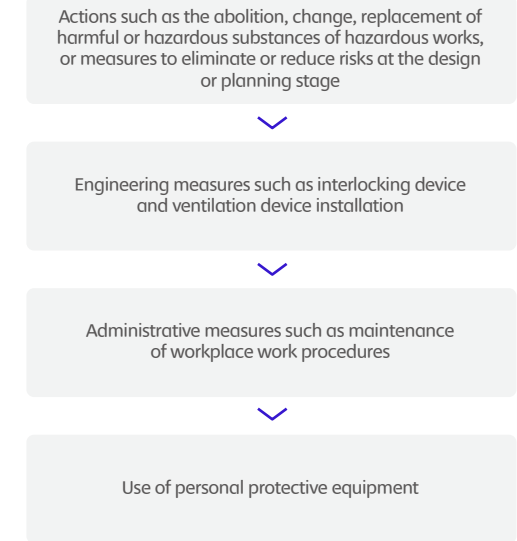 Actions such as the abolition, change, replacement of
harmful or hazardous substances of hazardous works,
or measures to eliminate or reduce risks at the design
or planning stage
Engineering measures such as interlocking device
and ventilation device installation
Administrative measures such as maintenance
of workplace work procedures
Use of personal protective equipment